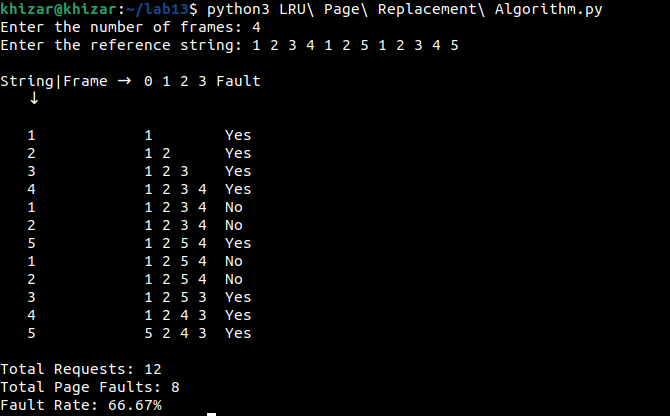 khizar@khizar:~/lab13$ python3 LRU\ Page\ Replacement\ Algorithm.py
Enter the number of frames: 4
Enter the reference string: 1 2 3 4 1 2 5 1 2 3 4 5
String|Frame → 0 1 2 3 Fault
↓
1 1 Yes
2 1 2 Yes
3 1 2 3 Yes
4 1 2 3 4 Yes
1 1 2 3 4 No
2 1 2 3 4 No
5 1 2 5 4 Yes
1 1 2 5 4 No
2 1 2 5 4 No
3 1 2 5 3 Yes
4 1 2 4 3 Yes
5 5 2 4 3 Yes
Total Requests: 12
Total Page Faults: 8
Fault Rate: 66.67%